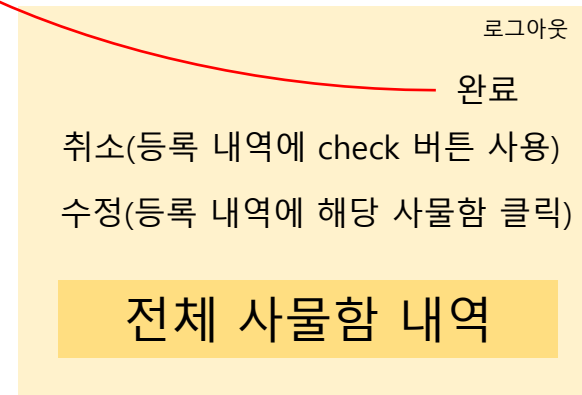 로그아웃
완료
취소(등록 내역에 check 버튼 사용)
수정(등록 내역에 해당 사물함 클릭)
전체 사물함 내역